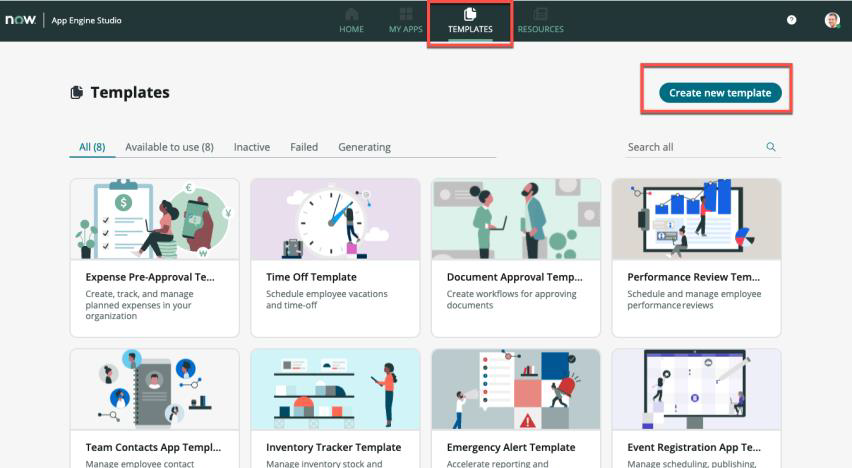 now. App Engine Studio
HOME
MY APPS
TEMPLATES
RESOURCES
?
Templates
Create new template
All (8)
Available to use (8)
Inactive
Failed
Generating
Search all
Expense Pre-Approval Te...
Create, track, and manage
planned expenses in your
organization
Time Off Template
Schedule employee vacations
and time-off
Document Approval Temp...
Create workflows for approving
documents
Performance Review Tem...
Schedule and manage employee
performance reviews
Team Contacts App Templ...
Manage employee contact
Inventory Tracker Template
Manage inventory stock and
Emergency Alert Template
Accelerate reporting and
Event Registration App Te...
Manage scheduling, publishing,